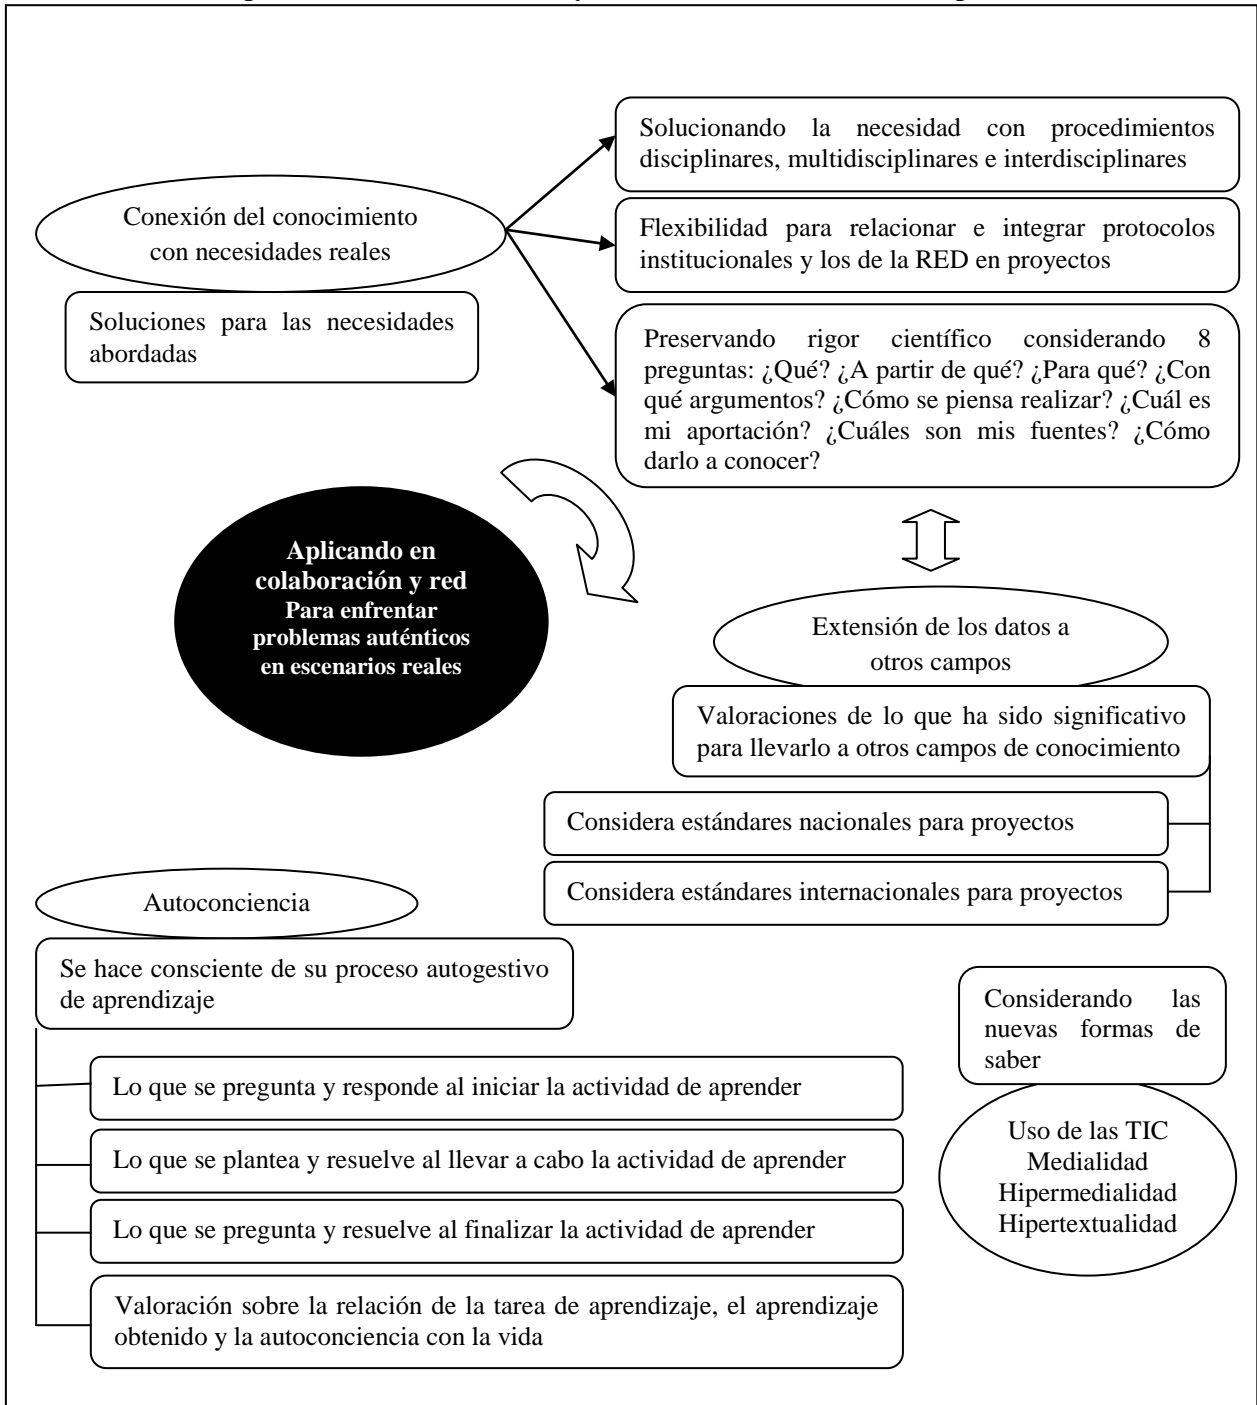 Solucionando la necesidad con procedimientos
disciplinares, multidisciplinares e interdisciplinares
Conexión del conocimiento
con necesidades reales
Flexibilidad para relacionar e integrar protocolos
institucionales y los de la RED en proyectos
Soluciones para las necesidades
abordadas
Preservando rigor científico considerando 8
preguntas: ¿Qué? ¿A partir de qué? ¿Para qué? ¿Con
qué argumentos? ¿Cómo se piensa realizar? ¿Cuál es
mi aportación? ¿Cuáles son mis fuentes? ¿Cómo
darlo a conocer?
Aplicando en
colaboración y red
Para enfrentar
problemas auténticos
en escenarios reales
Extensión de los datos a
otros campos
Valoraciones de lo que ha sido significativo
para llevarlo a otros campos de conocimiento
Considera estándares nacionales para proyectos
Considera estándares internacionales para proyectos
Autoconciencia
Se hace consciente de su proceso autogestivo
de aprendizaje
Lo que se pregunta y responde al iniciar la actividad de aprender
Lo que se plantea y resuelve al llevar a cabo la actividad de aprender
Lo que se pregunta y resuelve al finalizar la actividad de aprender
Valoración sobre la relación de la tarea de aprendizaje, el aprendizaje
obtenido y la autoconciencia con la vida
Considerando las
nuevas formas de
saber
Uso de las TIC
Medialidad
Hipermedialidad
Hipertextualidad